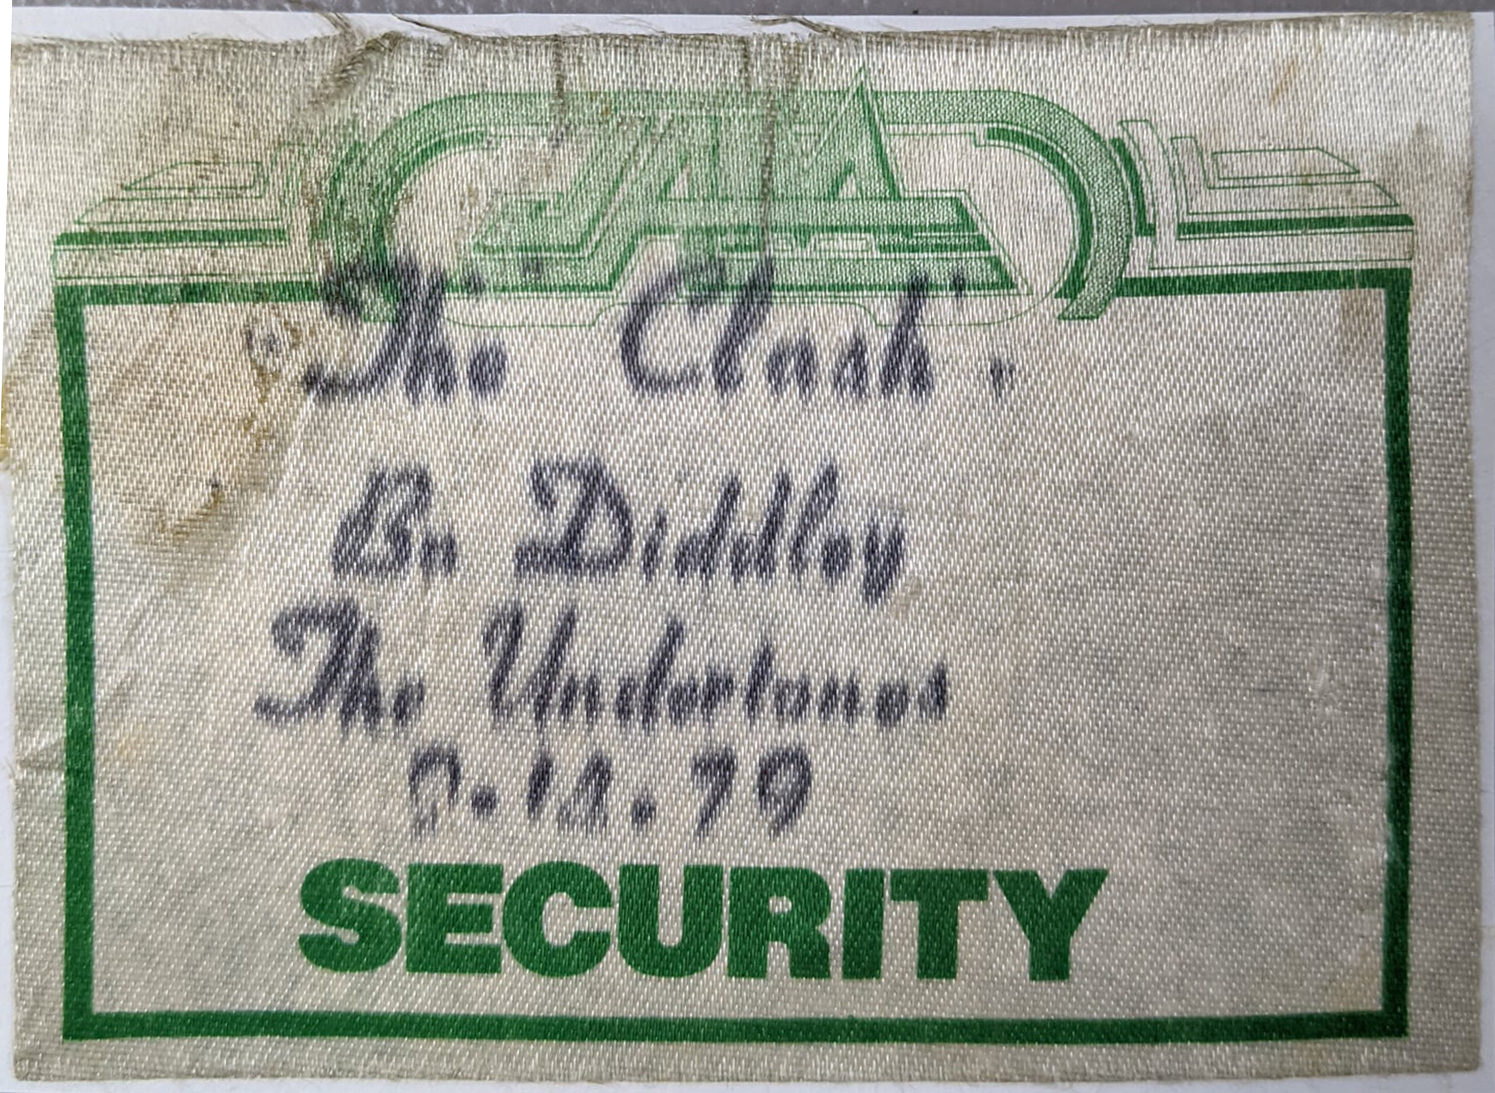 The Clash.
Bo Diddley
The Undertones
SECURITY